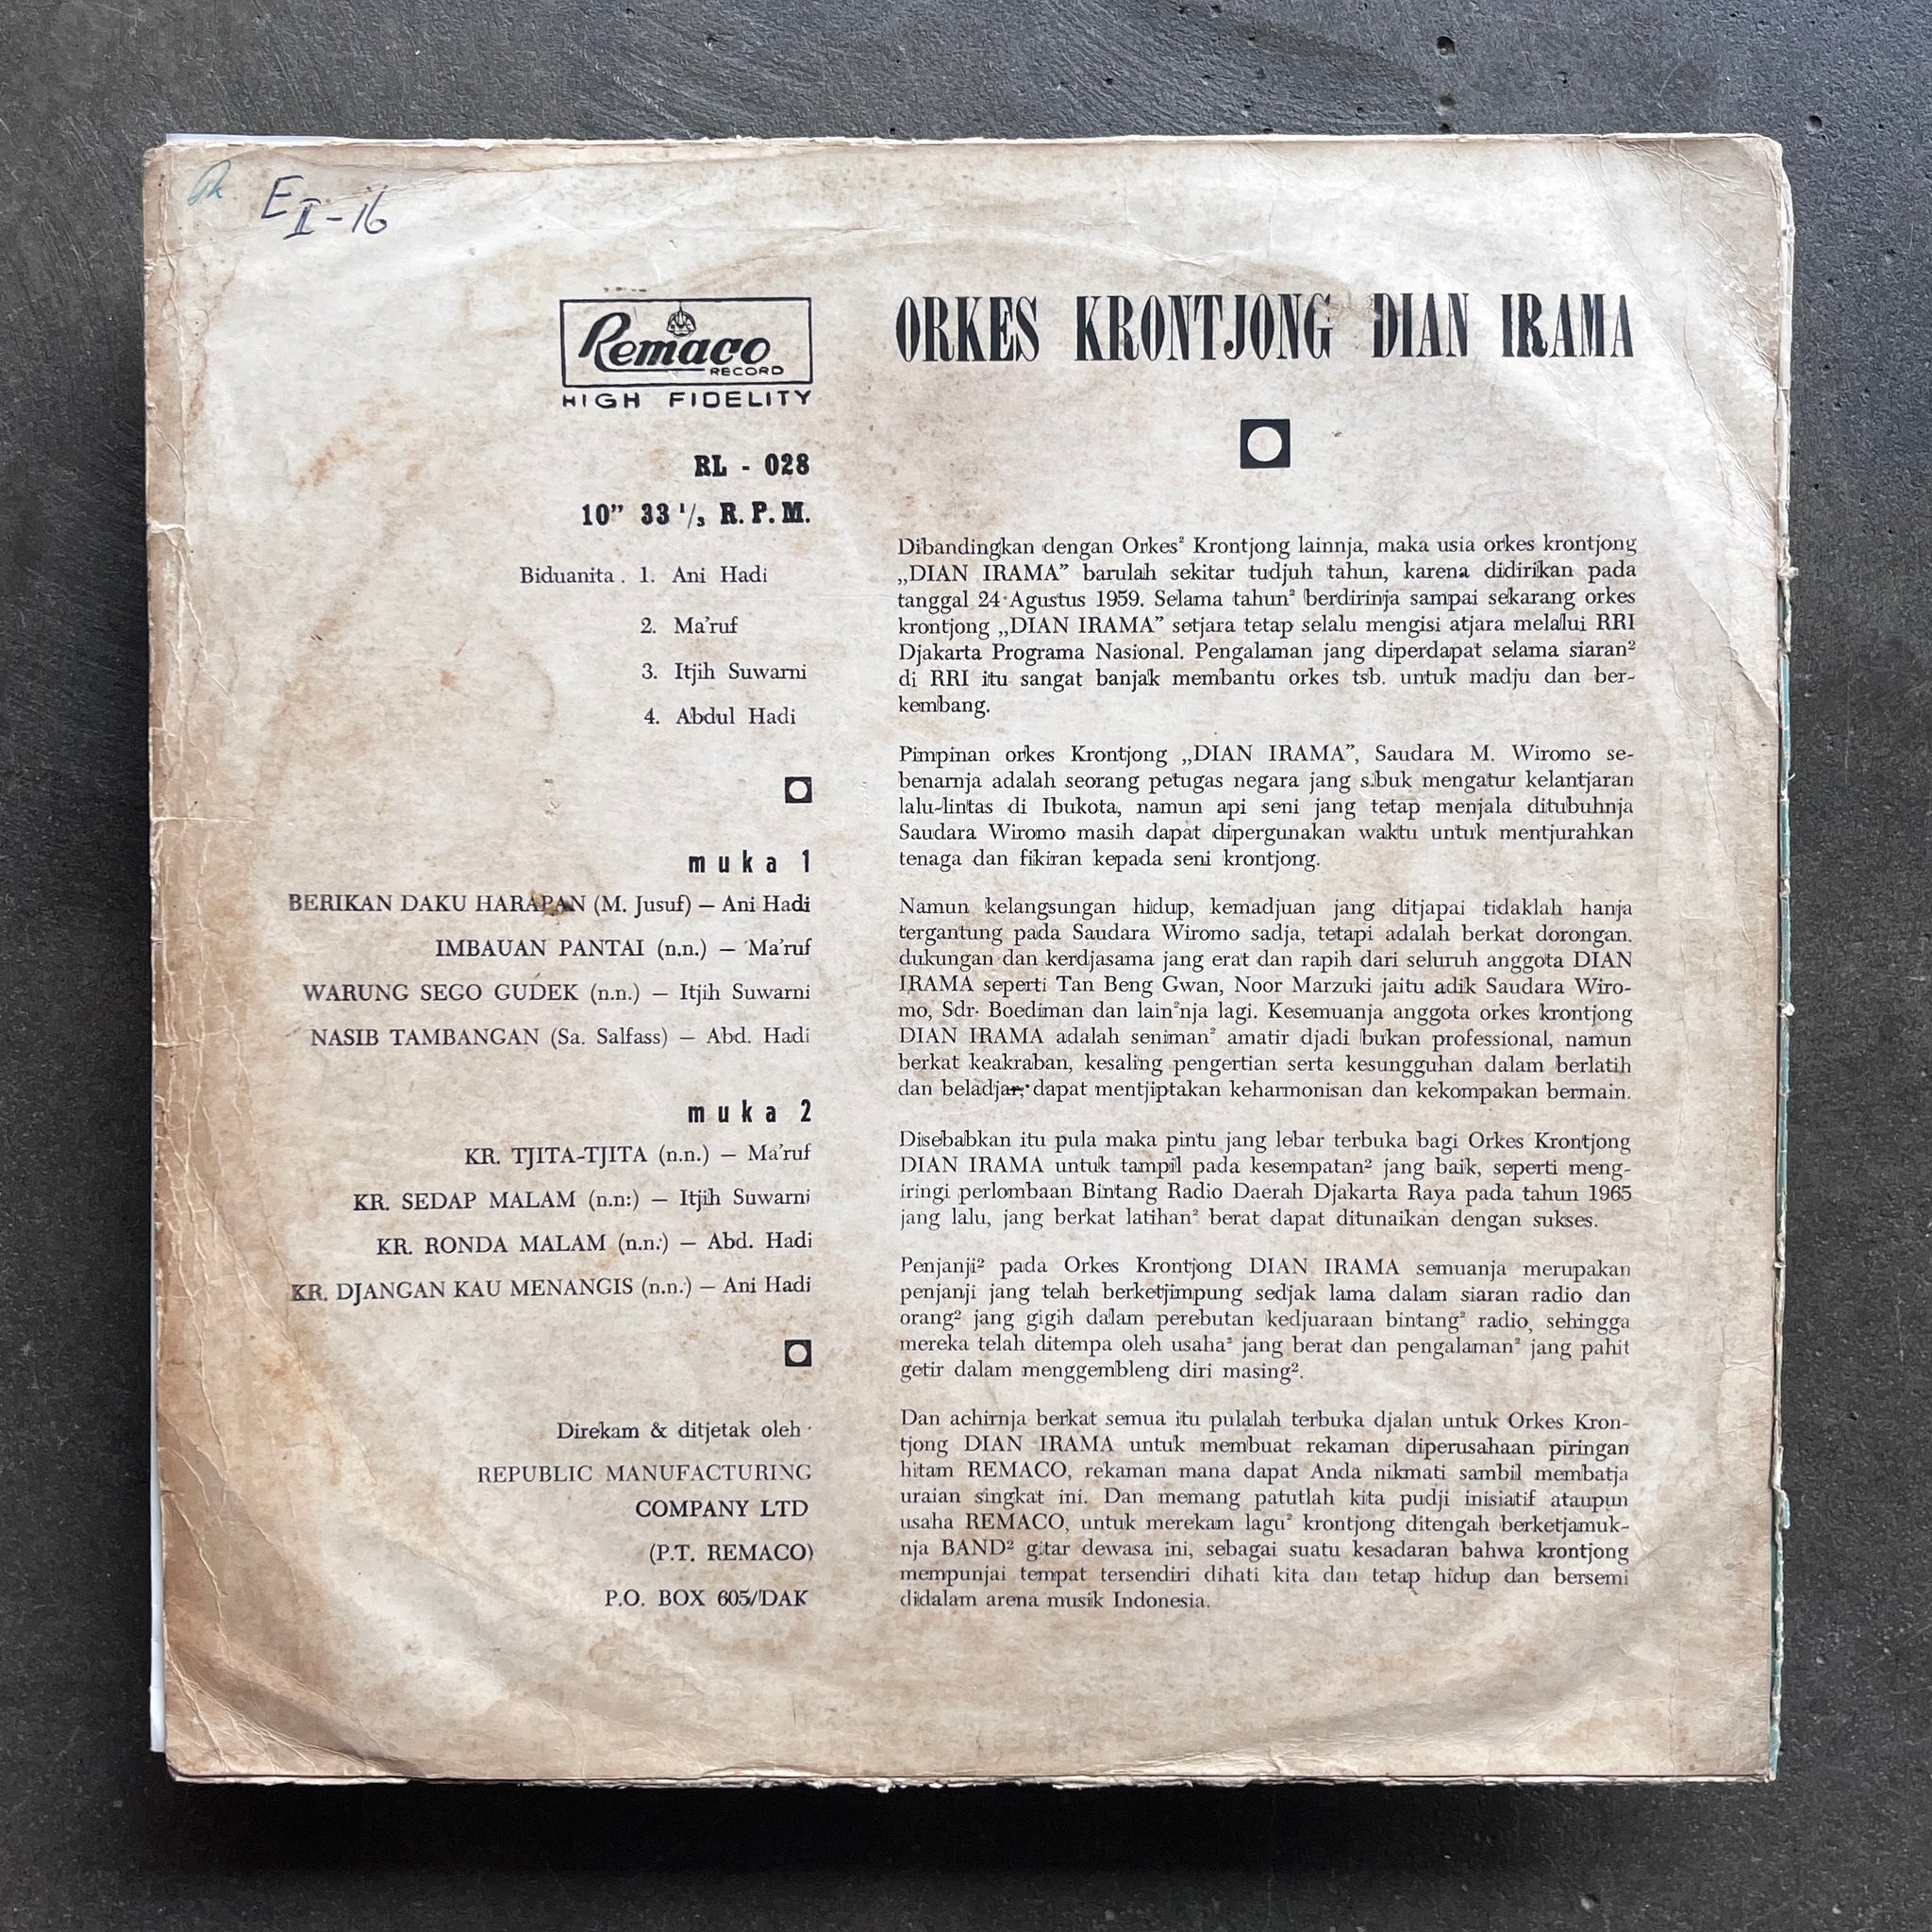 E II-16
Remaco
RECORD
HIGH FIDELITY
RL - 028
10” 33 1/3 R.P.M.
Biduanita . 1. Ani Hadi
2. Ma’ruf
3. Itjih Suwarni
4. Abdul Hadi
muka 1
BERIKAN DAKU HARAPAN (M. Jusuf) — Ani Hadi
IMBAUAN PANTAI (n.n.) — Ma’ruf
WARUNG SEGO GUDEK (n.n.) — Itjih Suwarni
NASIB TAMBANGAN (Sa. Salfass) — Abd. Hadi
muka 2
KR. TJITA-TJITA (n.n.) — Ma’ruf
KR. SEDAP MALAM (n.n:) — Itjih Suwarni
KR. RONDA MALAM (n.n.) — Abd. Hadi
KR. DJANGAN KAU MENANGIS (n.n.) — Ani Hadi
Direkam & ditjetak oleh
REPUBLIC MANUFACTURING
COMPANY LTD
(P.T. REMACO)
P.O. BOX 605/DAK
ORKES KRONTJONG DIAN IRAMA
Dibandingkan dengan Orkes² Krontjong lainnja, maka usia orkes krontjong
„DIAN IRAMA” barulah sekitar tudjuh tahun, karena didirikan pada
tanggal 24 Agustus 1959. Selama tahun² berdirinja sampai sekarang orkes
krontjong „DIAN IRAMA” setjara tetap selalu mengisi atjara melalui RRI
Djakarta Programa Nasional. Pengalaman jang diperdapat selama siaran²
di RRI itu sangat banjak membantu orkes tsb. untuk madju dan ber-
kembang.
Pimpinan orkes Krontjong „DIAN IRAMA”, Saudara M. Wiromo se-
benarnja adalah seorang petugas negara jang sibuk mengatur kelantjaran
lalu-lintas di Ibukota, namun api seni jang tetap menjala ditubuhnja
Saudara Wiromo masih dapat dipergunakan waktu untuk mentjurahkan
tenaga dan fikiran kepada seni krontjong.
Namun kelangsungan hidup, kemadjuan jang ditjapai tidaklah hanja
tergantung pada Saudara Wiromo sadja, tetapi adalah berkat dorongan.
dukungan dan kerdjasama jang erat dan rapih dari seluruh anggota DIAN
IRAMA seperti Tan Beng Gwan, Noor Marzuki jaitu adik Saudara Wiro-
mo, Sdr. Boediman dan lain²nja lagi. Kesemuanja anggota orkes krontjong
DIAN IRAMA adalah seniman² amatir djadi bukan professional, namun
berkat keakraban, kesaling pengertian serta kesungguhan dalam berlatih
dan beladjar, dapat mentjiptakan keharmonisan dan kekompakan bermain.
Disebabkan itu pula maka pintu jang lebar terbuka bagi Orkes Krontjong
DIAN IRAMA untuk tampil pada kesempatan² jang baik, seperti meng-
iringi perlombaan Bintang Radio Daerah Djakarta Raya pada tahun 1965
jang lalu, jang berkat latihan² berat dapat ditunaikan dengan sukses.
Penjanji² pada Orkes Krontjong DIAN IRAMA semuanja merupakan
penjanji jang telah berketjimpung sedjak lama dalam siaran radio dan
orang² jang gigih dalam perebutan kedjuaraan bintang² radio, sehingga
mereka telah ditempa oleh usaha² jang berat dan pengalaman² jang pahit
getir dalam menggembleng diri masing².
Dan achirnja berkat semua itu pulalah terbuka djalan untuk Orkes Kron-
tjong DIAN IRAMA untuk membuat rekaman diperusahaan piringan
hitam REMACO, rekaman mana dapat Anda nikmati sambil membatja
uraian singkat ini. Dan memang patutlah kita pudji inisiatif ataupun
usaha REMACO, untuk merekam lagu² krontjong ditengah berketjamuk-
nja BAND² gitar dewasa ini, sebagai suatu kesadaran bahwa krontjong
mempunjai tempat tersendiri dihati kita dan tetap hidup dan bersemi
didalam arena musik Indonesia.